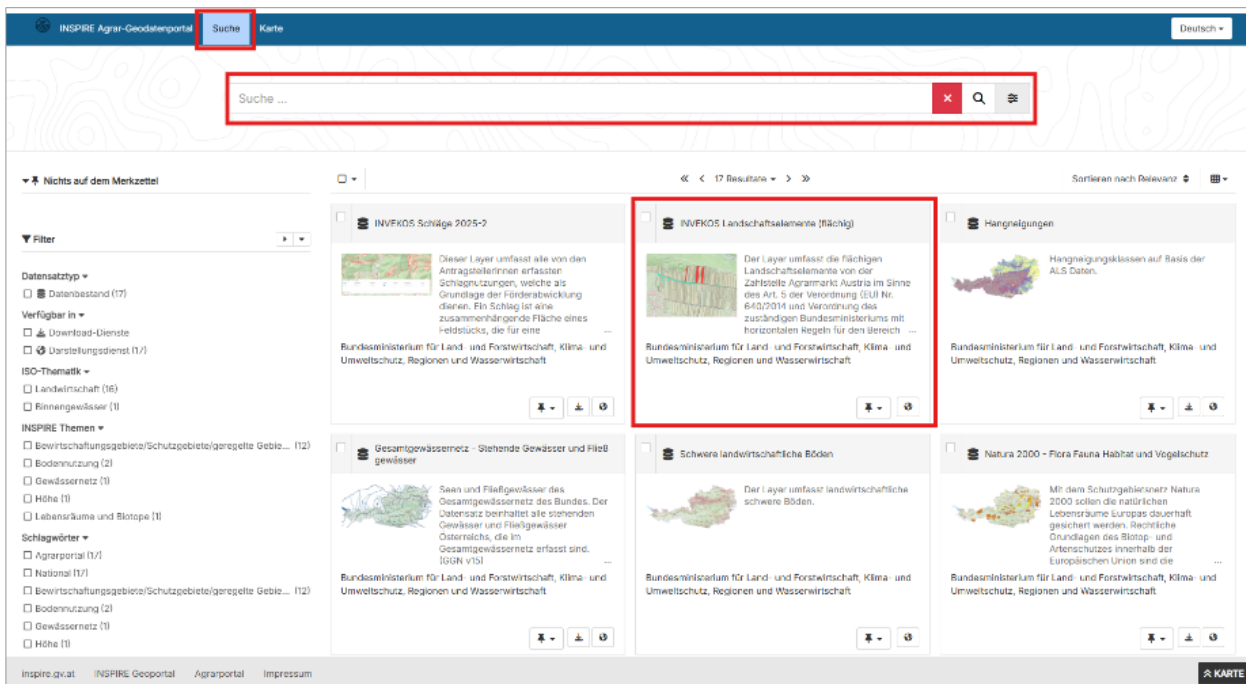 INSPIRE Agrar-Geodatenportal Suche Karte Deutsch
Suche ...
Nichts auf dem Merkzettel
17 Resultate
Sortieren nach Relevanz
Filter
Datensatztyp
Datenbestand (17)
Verfügbar in
Download-Dienste
Darstellungsdienst (17)
ISO-Thematik
Landwirtschaft (16)
Binnengewässer (1)
INSPIRE Themen
Bewirtschaftungsgebiete/Schutzgebiete/geregelte Gebie... (12)
Bodennutzung (2)
Gewässernetz (1)
Höhe (1)
Lebensräume und Biotope (1)
Schlagwörter
Agrarportal (17)
National (17)
Bewirtschaftungsgebiete/Schutzgebiete/geregelte Gebie... (12)
Bodennutzung (2)
Gewässernetz (1)
Höhe (1)
INVEKOS Schläge 2025-2
Dieser Layer umfasst alle von den
AntragstellerInnen erfassten
Schlagnutzungen, welche als
Grundlage der Förderabwicklung
dienen. Ein Schlag ist eine
zusammenhängende Fläche eines
Feldstücks, die für eine ...
Bundesministerium für Land- und Forstwirtschaft, Klima- und
Umweltschutz, Regionen und Wasserwirtschaft
INVEKOS Landschaftselemente (flächig)
Der Layer umfasst die flächigen
Landschaftselemente von der
Zahlstelle Agrarmarkt Austria im Sinne
des Art. 5 der Verordnung (EU) Nr.
640/2014 und Verordnung des
zuständigen Bundesministeriums mit
horizontalen Regeln für den Bereich ...
Bundesministerium für Land- und Forstwirtschaft, Klima- und
Umweltschutz, Regionen und Wasserwirtschaft
Hangneigungen
Hangneigungsklassen auf Basis der
ALS Daten.
Bundesministerium für Land- und Forstwirtschaft, Klima- und
Umweltschutz, Regionen und Wasserwirtschaft
Gesamtgewässernetz - Stehende Gewässer und Fließ
gewässer
Seen und Fließgewässer des
Gesamtgewässernetz des Bundes. Der
Datensatz beinhaltet alle stehenden
Gewässer und Fließgewässer
Österreichs, die im
Gesamtgewässernetz erfasst sind.
(GGN v15) ...
Bundesministerium für Land- und Forstwirtschaft, Klima- und
Umweltschutz, Regionen und Wasserwirtschaft
Schwere landwirtschaftliche Böden
Der Layer umfasst landwirtschaftliche
schwere Böden.
Bundesministerium für Land- und Forstwirtschaft, Klima- und
Umweltschutz, Regionen und Wasserwirtschaft
Natura 2000 - Flora Fauna Habitat und Vogelschutz
Mit dem Schutzgebietsnetz Natura
2000 sollen die natürlichen
Lebensräume Europas dauerhaft
gesichert werden. Rechtliche
Grundlagen des Biotop- und
Artenschutzes innerhalb der
Europäischen Union sind die ...
Bundesministerium für Land- und Forstwirtschaft, Klima- und
Umweltschutz, Regionen und Wasserwirtschaft
inspire.gv.at INSPIRE Geoportal Agrarportal Impressum
KARTE